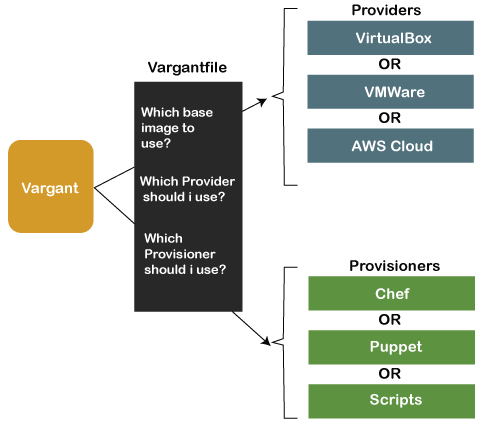 Vargant
Vargantfile
Which base
image to
use?
Which Provider
should i use?
Which
Provisioner
should i use?
Providers
VirtualBox
OR
VMWare
OR
AWS Cloud
Provisioners
Chef
OR
Puppet
OR
Scripts